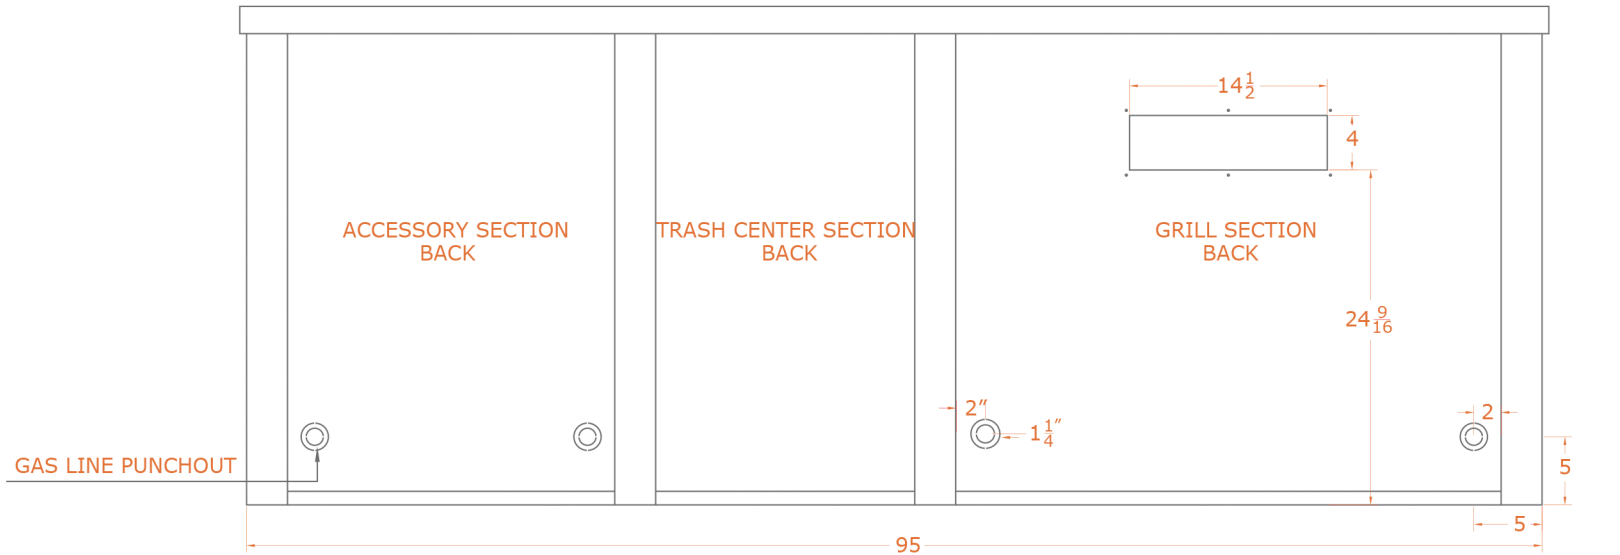 14 1/2
4
ACCESSORY SECTION
BACK
TRASH CENTER SECTION
BACK
GRILL SECTION
BACK
24 9/16
2”
1 1/4”
2
GAS LINE PUNCHOUT
5
5
95